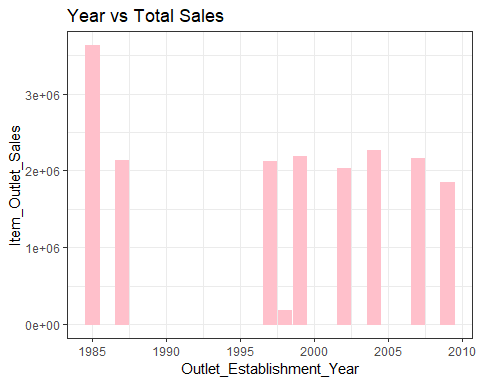 Year vs Total Sales
Item_Outlet_Sales
3e+06
2e+06
1e+06
0e+00
1985 1990 1995 2000 2005 2010
Outlet_Establishment_Year